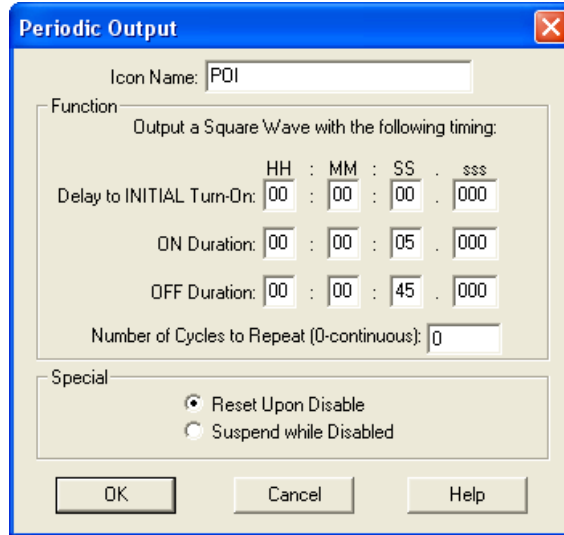 Periodic Output
Icon Name: POI
Function
Output a Square Wave with the following timing:
HH : MM : SS . sss
Delay to INITIAL Turn-On: 00 : 00 : 00 . 000
ON Duration: 00 : 00 : 05 . 000
OFF Duration: 00 : 00 : 45 . 000
Number of Cycles to Repeat (0-continuous): 0
Special
Reset Upon Disable
Suspend while Disabled
OK Cancel Help